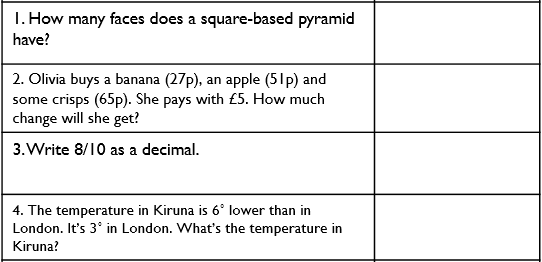 1. How many faces does a square-based pyramid
have?
2. Olivia buys a banana (27p), an apple (51p) and
some crisps (65p). She pays with £5. How much
change will she get?
3.Write 8/10 as a decimal.
4. The temperature in Kiruna is 6˚ lower than in
London. It's 3˚ in London. What's the temperature in
Kiruna?